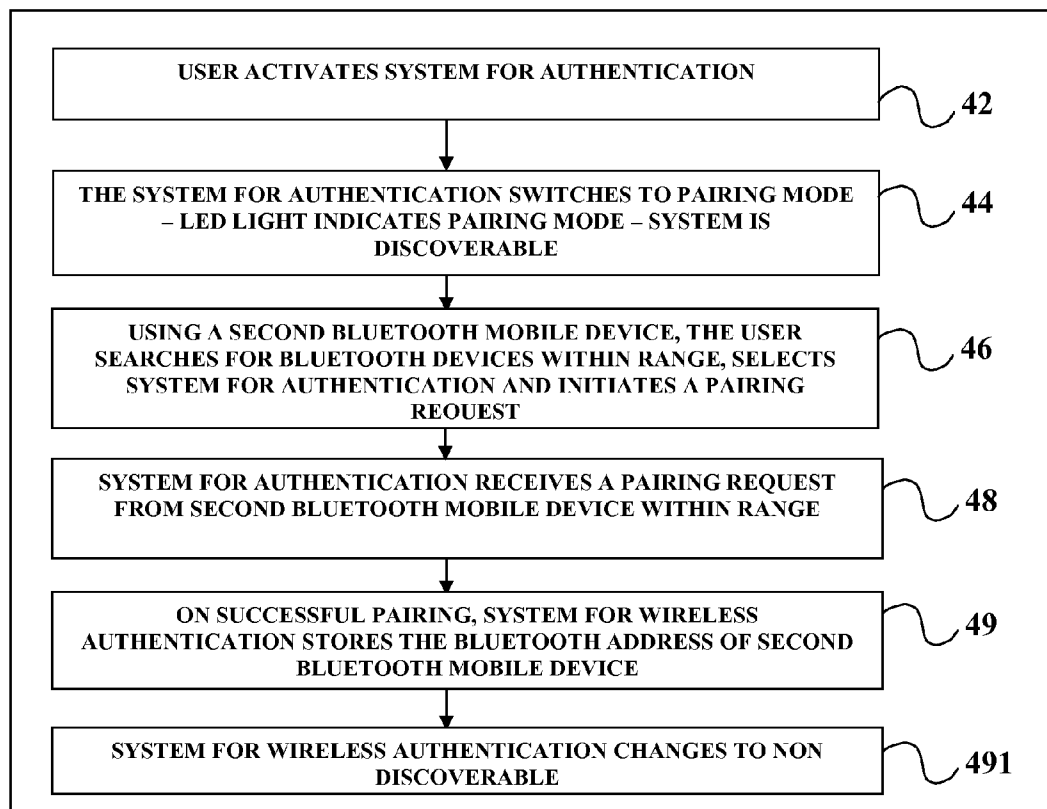 USER ACTIVATES SYSTEM FOR AUTHENTICATION
42
THE SYSTEM FOR AUTHENTICATION SWITCHES TO PAIRING MODE
– LED LIGHT INDICATES PAIRING MODE – SYSTEM IS
DISCOVERABLE
44
USING A SECOND BLUETOOTH MOBILE DEVICE, THE USER
SEARCHES FOR BLUETOOTH DEVICES WITHIN RANGE, SELECTS
SYSTEM FOR AUTHENTICATION AND INITIATES A PAIRING
REQUEST
46
SYSTEM FOR AUTHENTICATION RECEIVES A PAIRING REQUEST
FROM SECOND BLUETOOTH MOBILE DEVICE WITHIN RANGE
48
ON SUCCESSFUL PAIRING, SYSTEM FOR WIRELESS
AUTHENTICATION STORES THE BLUETOOTH ADDRESS OF SECOND
BLUETOOTH MOBILE DEVICE
49
SYSTEM FOR WIRELESS AUTHENTICATION CHANGES TO NON
DISCOVERABLE
491